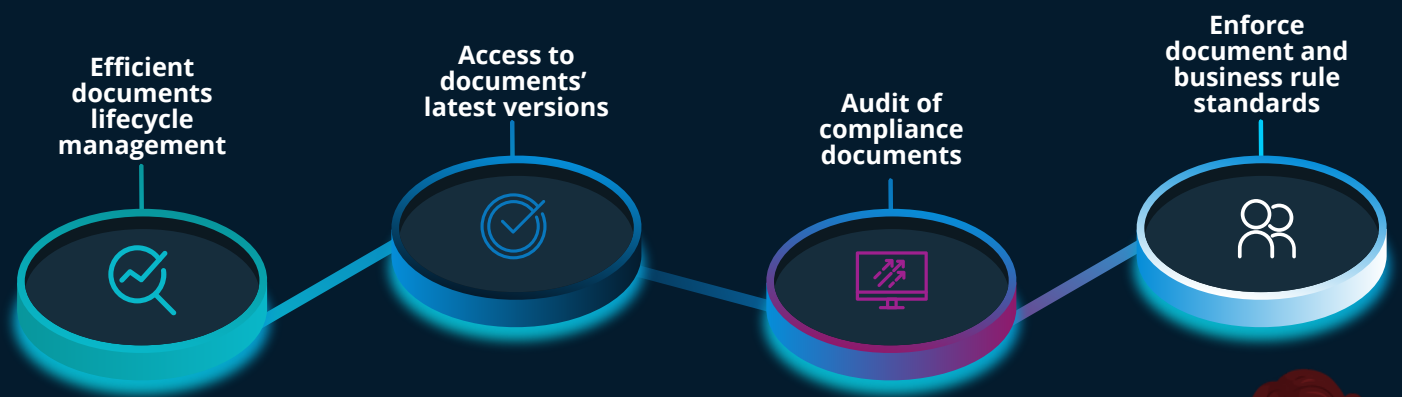 Efficient
documents
lifecycle
management
Access to
documents’
latest versions
Audit of
compliance
documents
Enforce
document and
business rule
standards